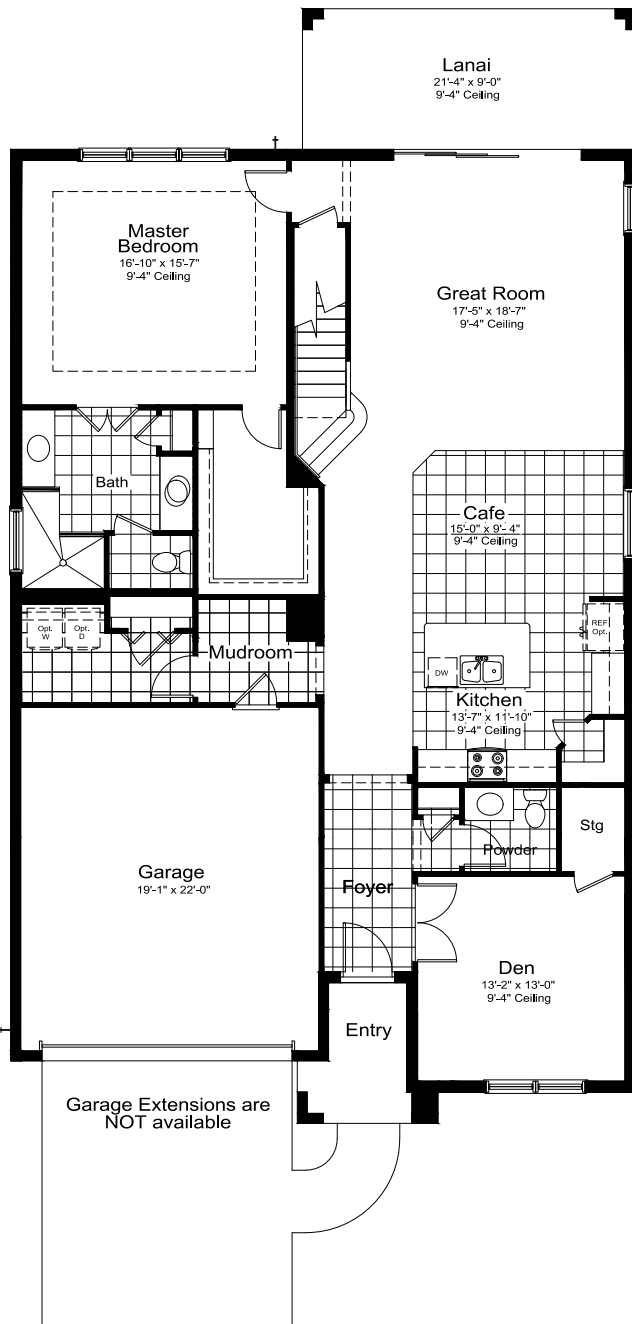 Lanai
21'-4" x 9'-0"
9'-4" Ceiling
Master
Bedroom
16'-10" x 15'-7"
9'-4" Ceiling
Great Room
17'-5" x 18'-7"
9'-4" Ceiling
Bath
Cafe
15'-0" x 9'- 4"
9'-4" Ceiling
Opt.
W
Opt.
D
Mudroom
REF
Opt.
DW
Kitchen
13'-7" x 11'-10"
9'-4" Ceiling
Garage
19'-1" x 22'-0"
Foyer
Powder
Stg
Den
13'-2" x 13'-0"
9'-4" Ceiling
Entry
Garage Extensions are
NOT available